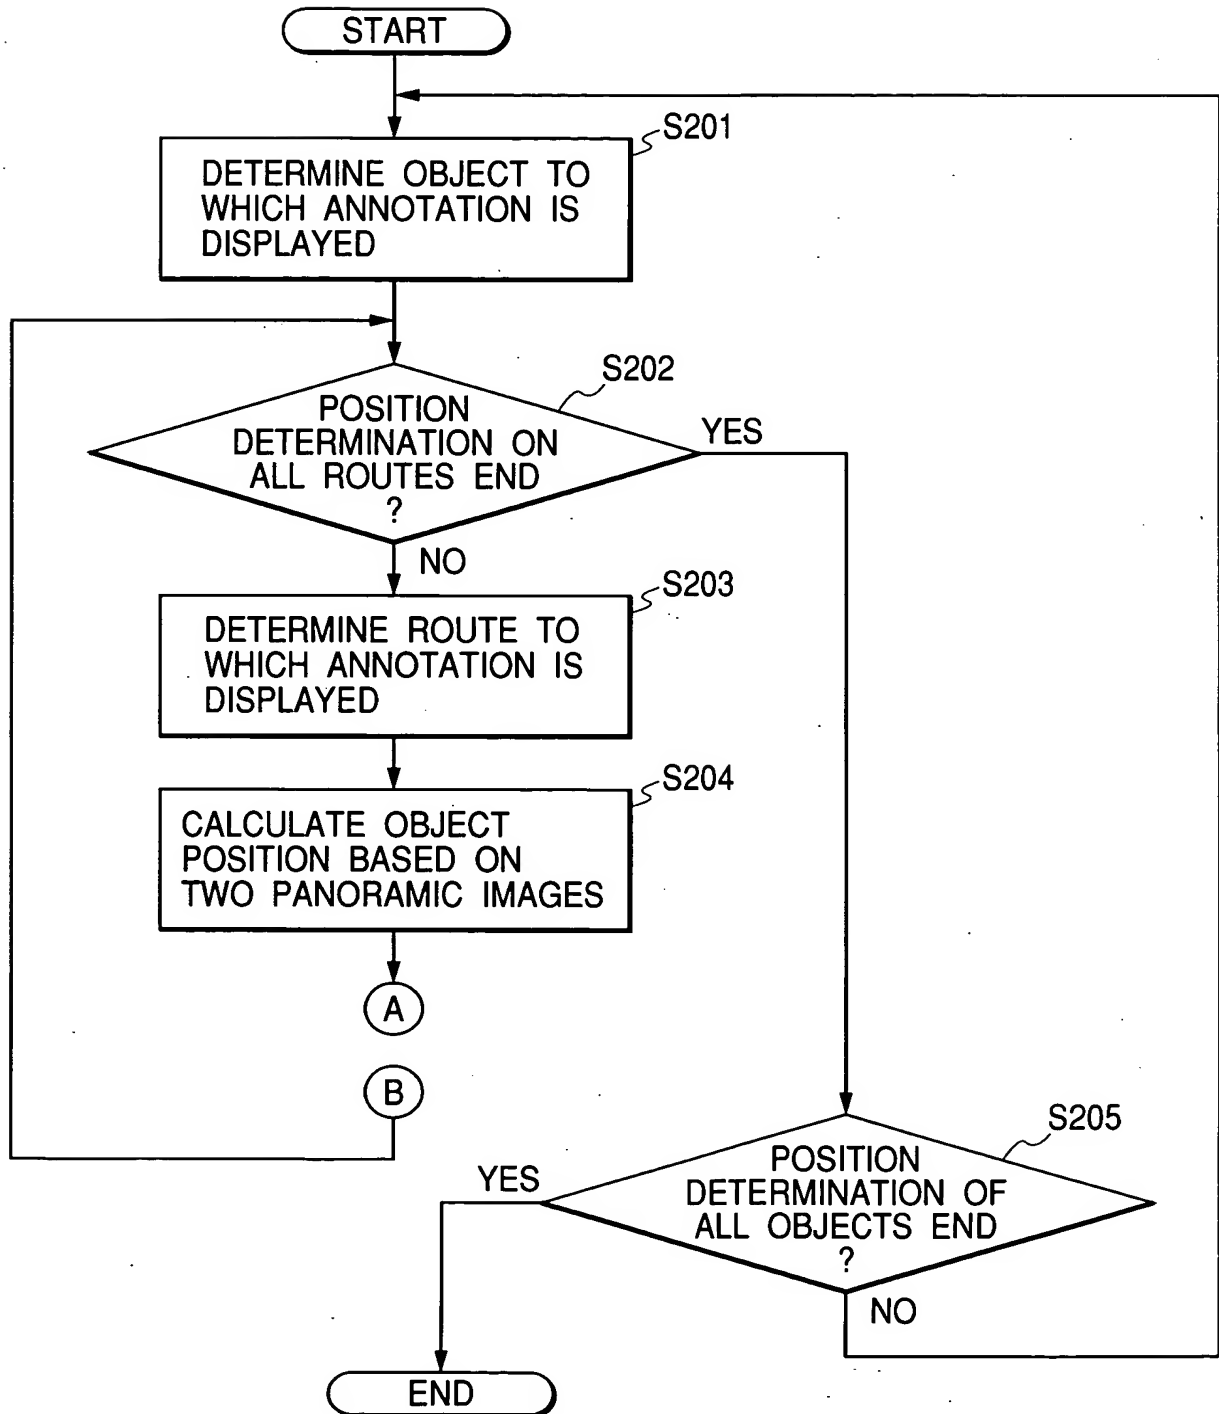 START
S201
DETERMINE OBJECT TO
WHICH ANNOTATION IS
DISPLAYED
S202
POSITION
DETERMINATION ON
ALL ROUTES END
?
YES
NO
S203
DETERMINE ROUTE TO
WHICH ANNOTATION IS
DISPLAYED
S204
CALCULATE OBJECT
POSITION BASED ON
TWO PANORAMIC IMAGES
A
B
S205
POSITION
DETERMINATION OF
ALL OBJECTS END
?
YES
NO
END